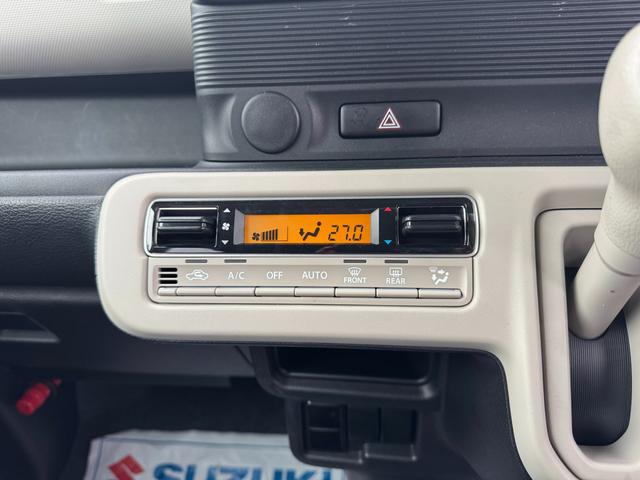 27.0
A/C OFF AUTO FRONT REAR
SUZUKI